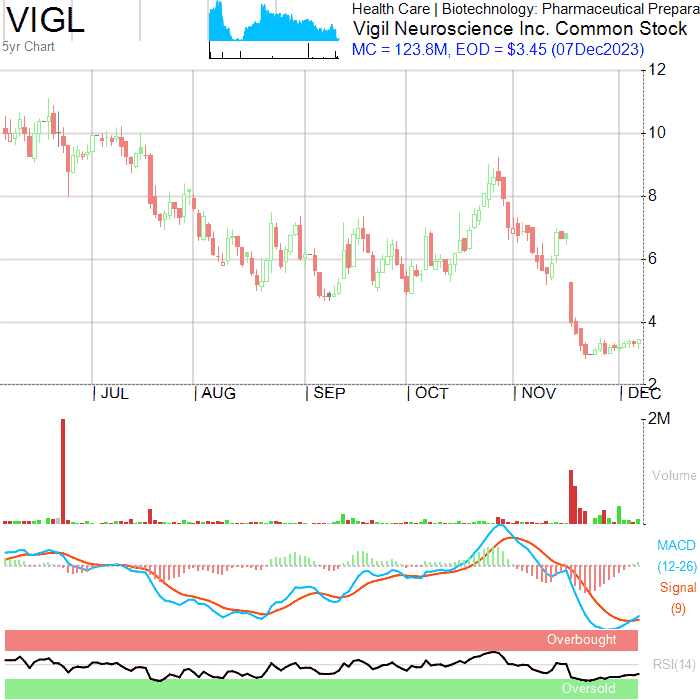 VIGL
5yr Chart
Health Care | Biotechnology: Pharmaceutical Prepara
Vigil Neuroscience Inc. Common Stock
MC = 123.8M, EOD = $3.45 (07Dec2023)
12
10
8
6
4
2
JUL AUG SEP OCT NOV DEC
2M
Volume
MACD
(12-26)
Signal
(9)
Overbought
RSI(14)
Oversold